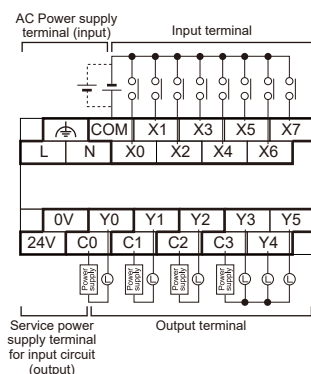 AC Power supply
terminal (input)
Input terminal
COM X1 X3 X5 X7
L N X0 X2 X4 X6
0V Y0 Y1 Y2 Y3 Y5
24V C0 C1 C2 C3 Y4
Power supply
L
Power supply
L
Power supply
L
Power supply
L
L
L
Service power
supply terminal
for input circuit
(output)
Output terminal